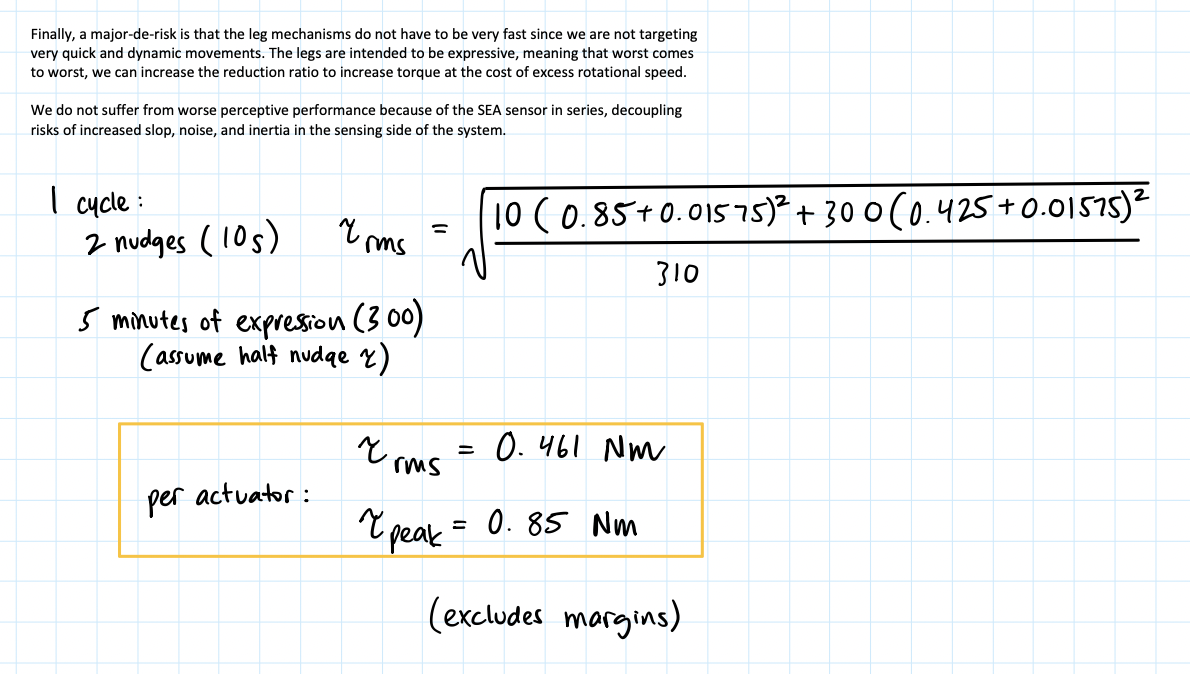 Finally, a major-de-risk is that the leg mechanisms do not have to be very fast since we are not targeting
very quick and dynamic movements. The legs are intended to be expressive, meaning that worst comes
to worst, we can increase the reduction ratio to increase torque at the cost of excess rotational speed.
We do not suffer from worse perceptive performance because of the SEA sensor in series, decoupling
risks of increased slop, noise, and inertia in the sensing side of the system.
1 cycle :
2 nudges (10s)
τ rms = √ 10 ( 0.85+0.01575)² + 300(0.425+0.01575)²
310
5 minutes of expression (300)
(assume half nudge τ)
per actuator :
τ rms = 0.461 Nm
τ peak = 0.85 Nm
(excludes margins)